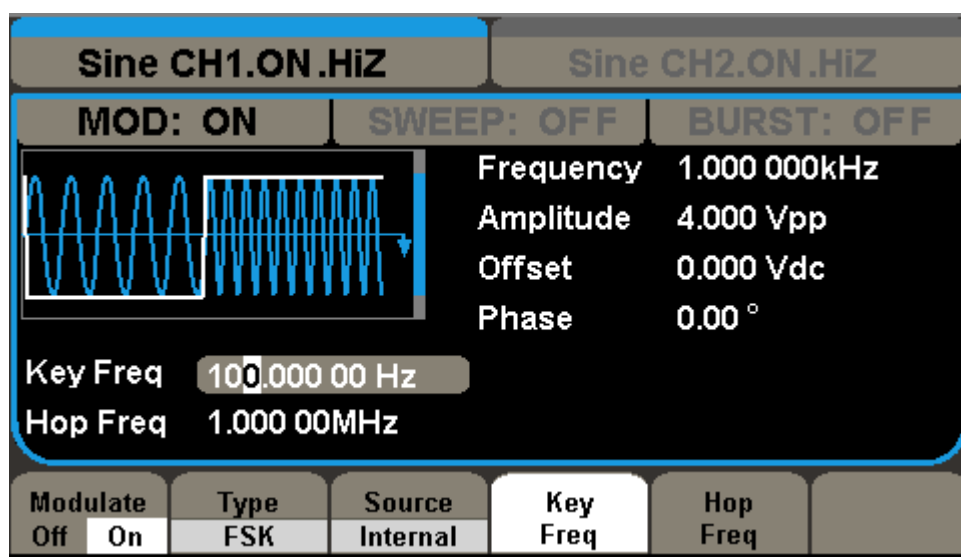 Sine CH1.ON.HiZ
Sine CH2.ON.HiZ
MOD: ON
SWEEP: OFF
BURST: OFF
Frequency 1.000 000kHz
Amplitude 4.000 Vpp
Offset 0.000 Vdc
Phase 0.00 °
Key Freq 100.000 00 Hz
Hop Freq 1.000 00MHz
Modulate
Off On
Type
FSK
Source
Internal
Key
Freq
Hop
Freq